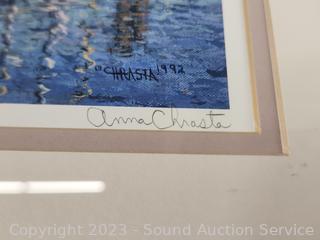 ©CHRASTA 1992
Anna Chrasta
Copyright 2023 - Sound Auction Service